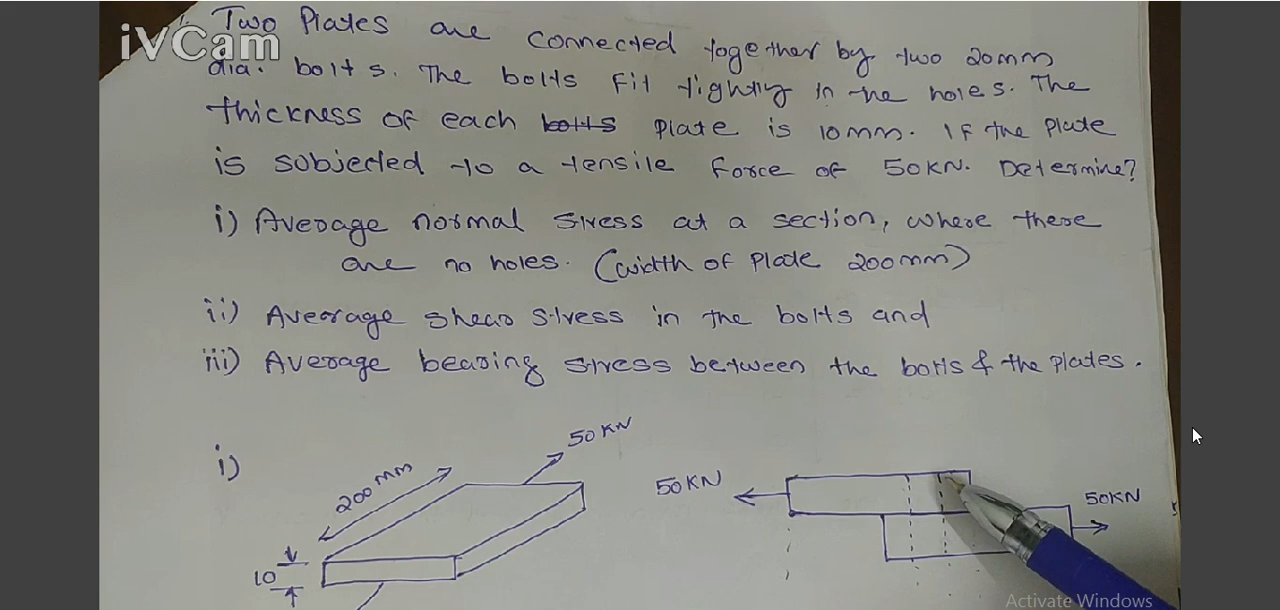 iVCam
1. Two Plates are connected together by two 20mm
dia. bolts. The bolts fit tightly in the holes. The
thickness of each bolts plate is 10mm. If the plate
is subjected to a tensile force of 50KN. Determine?
i) Average normal stress at a section, where there
are no holes. (width of plate 200mm)
ii) Average shear stress in the bolts and
iii) Average bearing stress between the bolts & the plates.
i)
50KN
200mm
10
50KN
50KN
Activate Windows